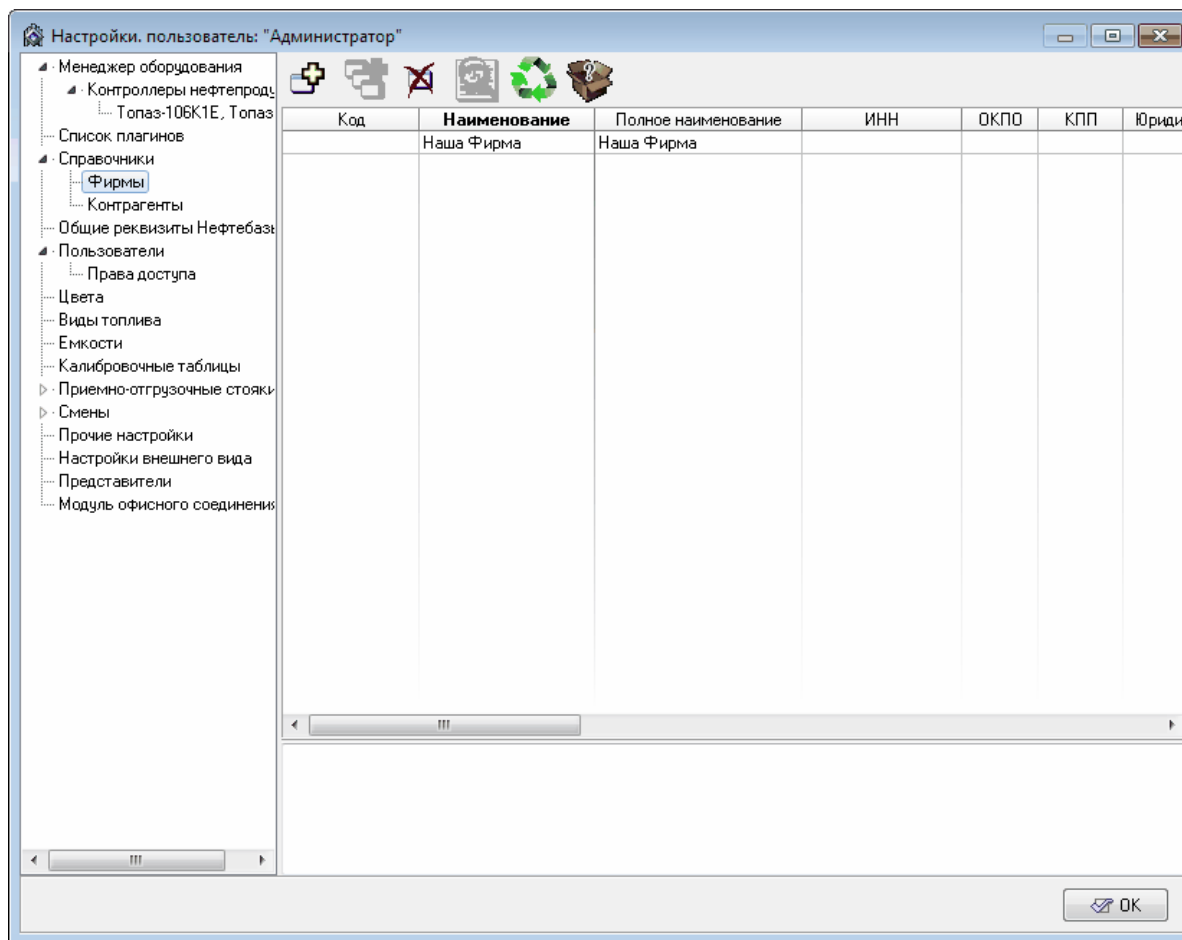 Настройки. пользователь: "Администратор"
Менеджер оборудования
Контроллеры нефтепроду
Топаз-106К1Е, Топаз
Список плагинов
Справочники
Фирмы
Контрагенты
Общие реквизиты Нефтебазы
Пользователи
Права доступа
Цвета
Виды топлива
Емкости
Калибровочные таблицы
Приемно-отгрузочные стояки
Смены
Прочие настройки
Настройки внешнего вида
Представители
Модуль офисного соединения
Код Наименование Полное наименование ИНН ОКПО КПП Юриди
Наша Фирма Наша Фирма
OK